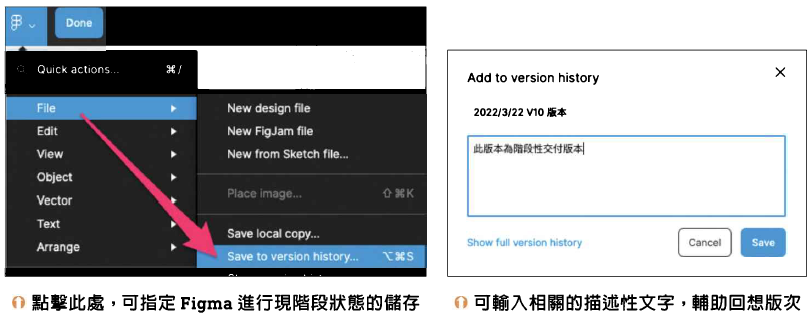 Done
Quick actions... ⌘/
File
Edit
View
Object
Vector
Text
Arrange
New design file
New FigJam file
New from Sketch file...
Place image... ⇧⌘K
Save local copy...
Save to version history... ⌥⌘S
Add to version history
2022/3/22 V10 版本
此版本為階段性交付版本
Show full version history
Cancel
Save
點擊此處，可指定 Figma 進行現階段狀態的儲存
可輸入相關的描述性文字，輔助回想版次